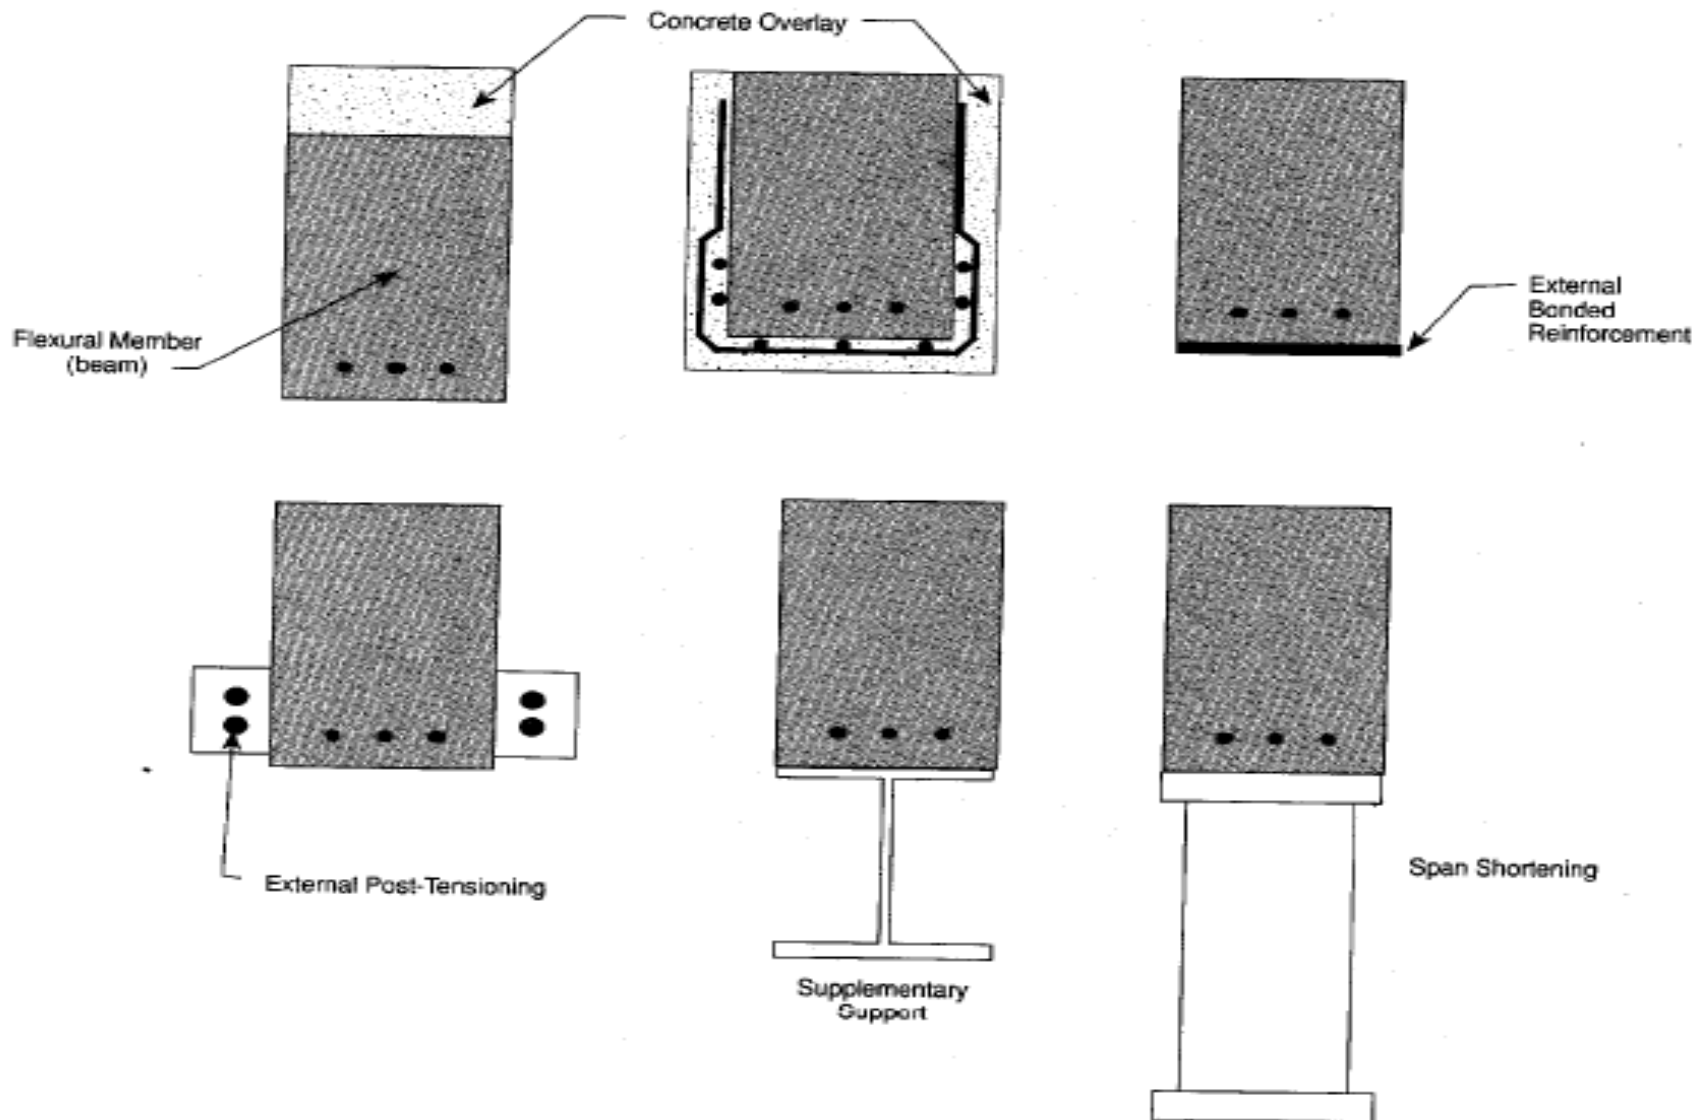 Concrete Overlay
Flexural Member
(beam)
External
Bonded
Reinforcement
External Post-Tensioning
Supplementary
Support
Span Shortening